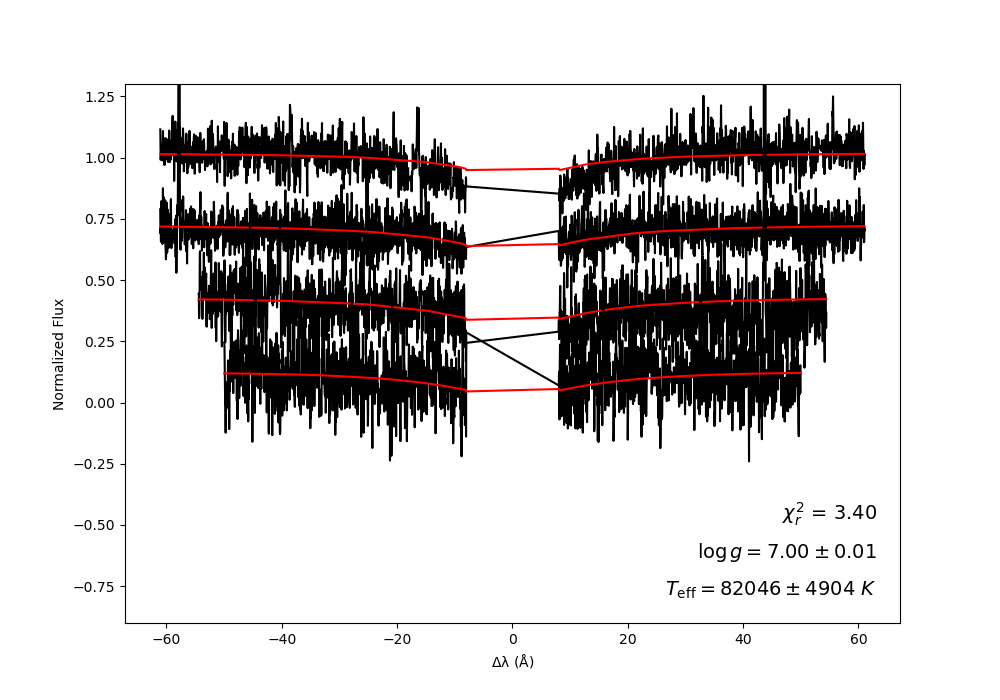 1.25
1.00
0.75
0.50
0.25
0.00
−0.25
−0.50
−0.75
Normalized Flux
χ²ᵣ = 3.40
log g = 7.00 ± 0.01
T_eff = 82046 ± 4904 K
−60 −40 −20 0 20 40 60
Δλ (Å)